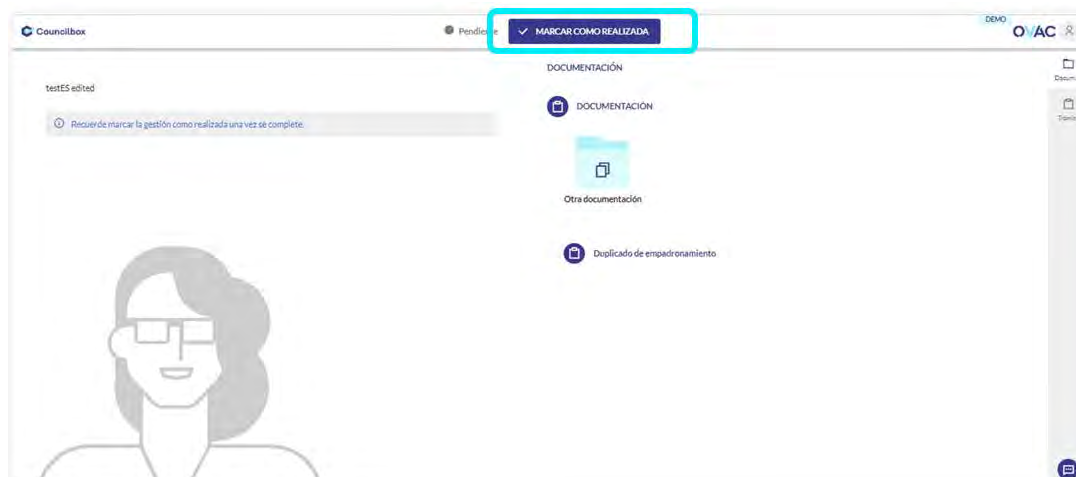 Councilbox
Pendiente
MARCAR COMO REALIZADA
DEMO
OVAC
testES edited
Recuerde marcar la gestión como realizada una vez se complete.
DOCUMENTACIÓN
DOCUMENTACIÓN
Otra documentación
Duplicado de empadronamiento